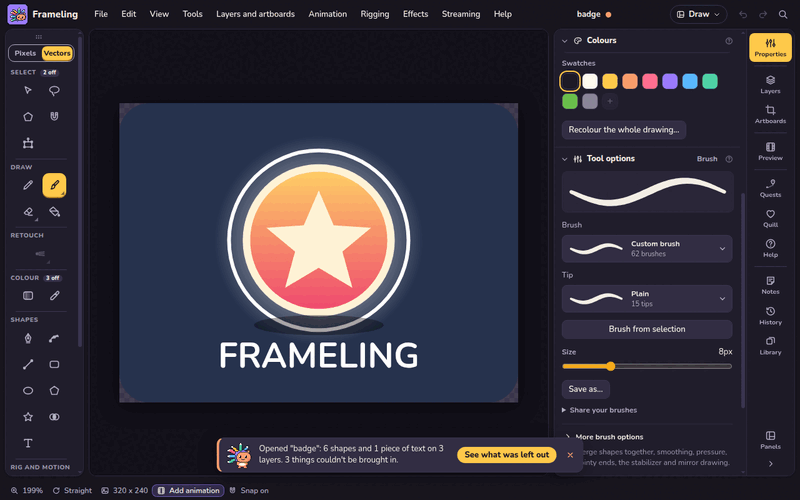 Frameling
File Edit View Tools Layers and artboards Animation Rigging Effects Streaming Help
badge
Draw
Pixels Vectors
SELECT 2 off
DRAW
RETOUCH
COLOUR 3 off
SHAPES
RIG AND MOTION
FRAMELING
Opened "badge": 6 shapes and 1 piece of text on 3
layers. 3 things couldn't be brought in.
See what was left out
Colours
Swatches
Recolour the whole drawing...
Tool options Brush
Brush
Custom brush
62 brushes
Tip
Plain
15 tips
Brush from selection
Size 8px
Save as...
Share your brushes
More brush options
erge shapes together, smoothing, pressure,
nty ends, the stabilizer and mirror drawing.
Properties
Layers
Artboards
Preview
Quests
Quill
Help
Notes
History
Library
Panels
199% Straight 320 x 240 Add animation Snap on